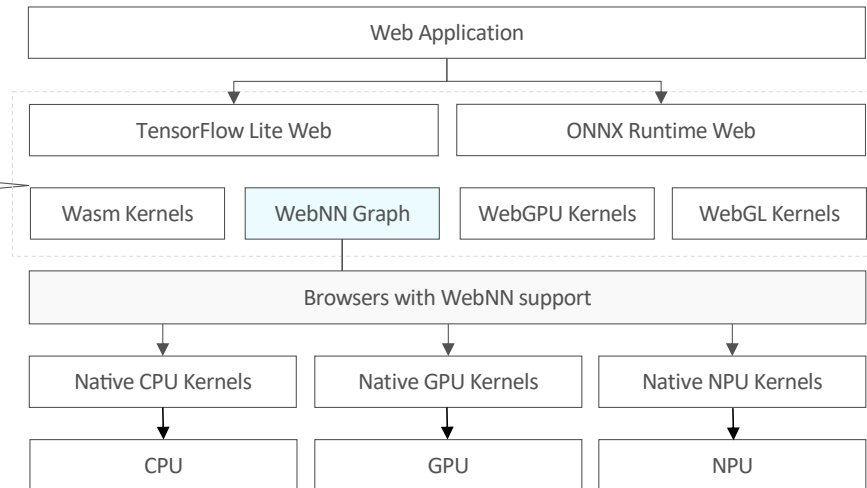 Web Application
TensorFlow Lite Web
ONNX Runtime Web
Wasm Kernels
WebNN Graph
WebGPU Kernels
WebGL Kernels
Browsers with WebNN support
Native CPU Kernels
Native GPU Kernels
Native NPU Kernels
CPU
GPU
NPU